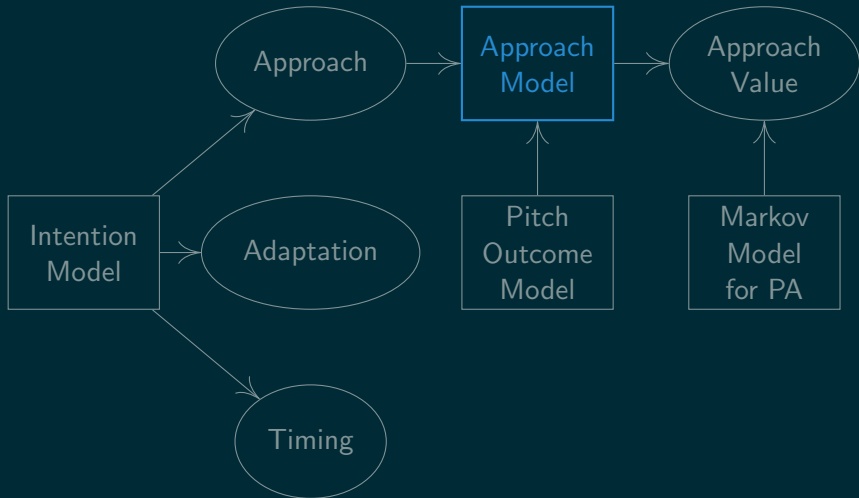 Approach
Approach
Model
Approach
Value
Intention
Model
Adaptation
Pitch
Outcome
Model
Markov
Model
for PA
Timing